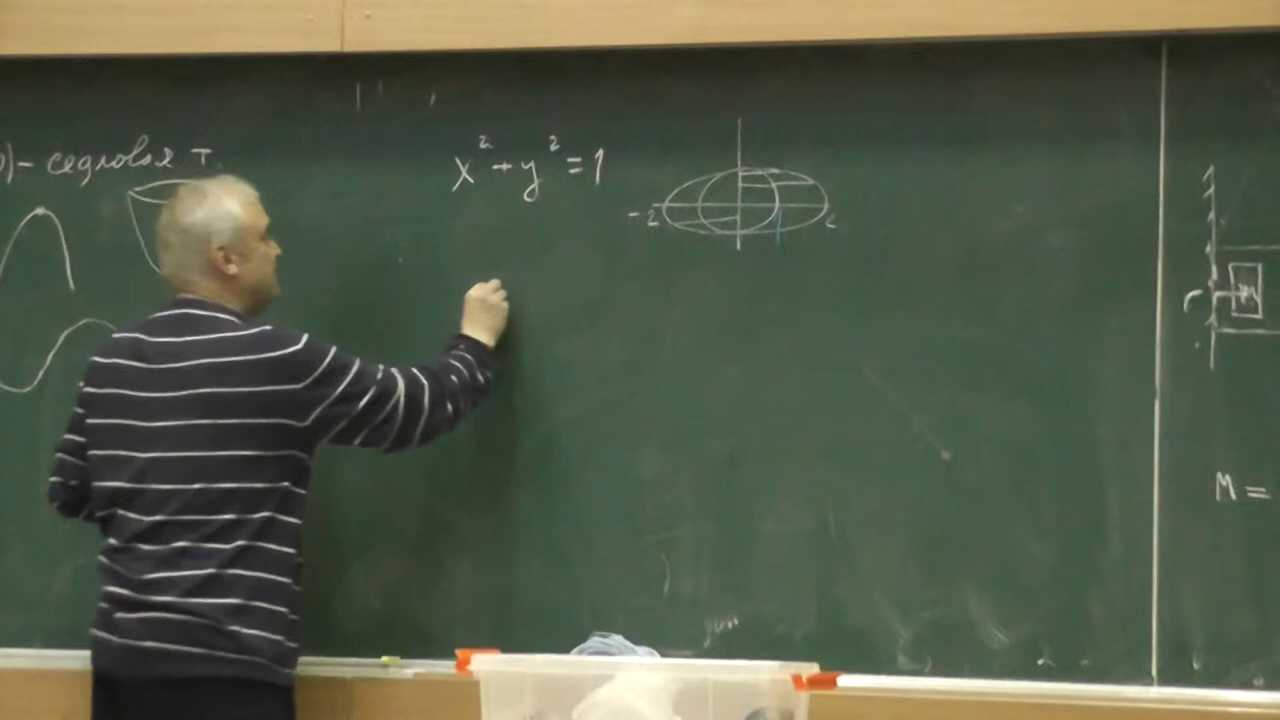 )- седловая т.
x² + y² = 1
-2
2
M =